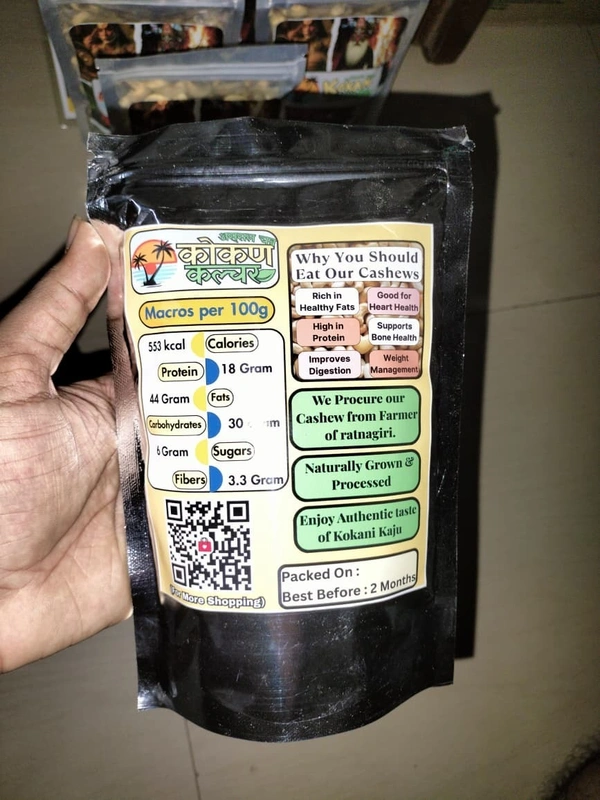 कोकण
कल्चर
Macros per 100g
553 kcal Calories
Protein 18 Gram
44 Gram Fats
Carbohydrates 30
6 Gram Sugars
Fibers 3.3 Gram
More Shopping)
Why You Should
Eat Our Cashews
Rich in
Healthy Fats
Good for
Heart Health
High in
Protein
Supports
Bone Health
Improves
Digestion
Weight
Management
We Procure our
Cashew from Farmer
of ratnagiri.
Naturally Grown &
Processed
Enjoy Authentic taste
of Kokani Kaju
Packed On :
Best Before : 2 Months